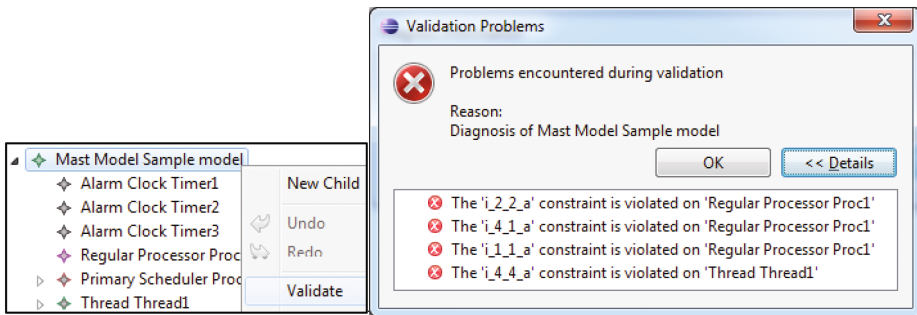 Mast Model Sample model
Alarm Clock Timer1
Alarm Clock Timer2
Alarm Clock Timer3
Regular Processor Proc
Primary Scheduler Proc
Thread Thread1
New Child
Undo
Redo
Validate
Validation Problems
Problems encountered during validation
Reason:
Diagnosis of Mast Model Sample model
OK
<< Details
The 'i_2_2_a' constraint is violated on 'Regular Processor Proc1'
The 'i_4_1_a' constraint is violated on 'Regular Processor Proc1'
The 'i_1_1_a' constraint is violated on 'Regular Processor Proc1'
The 'i_4_4_a' constraint is violated on 'Thread Thread1'